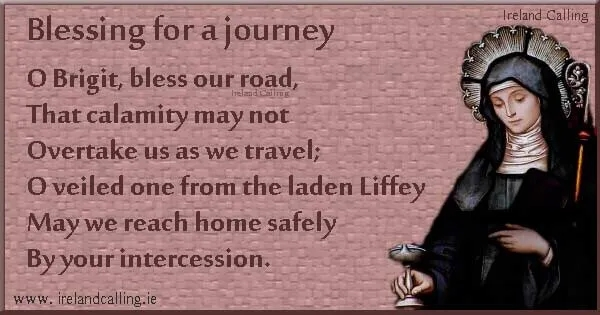 Ireland Calling
Blessing for a journey
O Brigit, bless our road,
Ireland Calling
That calamity may not
Overtake us as we travel;
O veiled one from the laden Liffey
May we reach home safely
By your intercession.
www. irelandcalling.ie